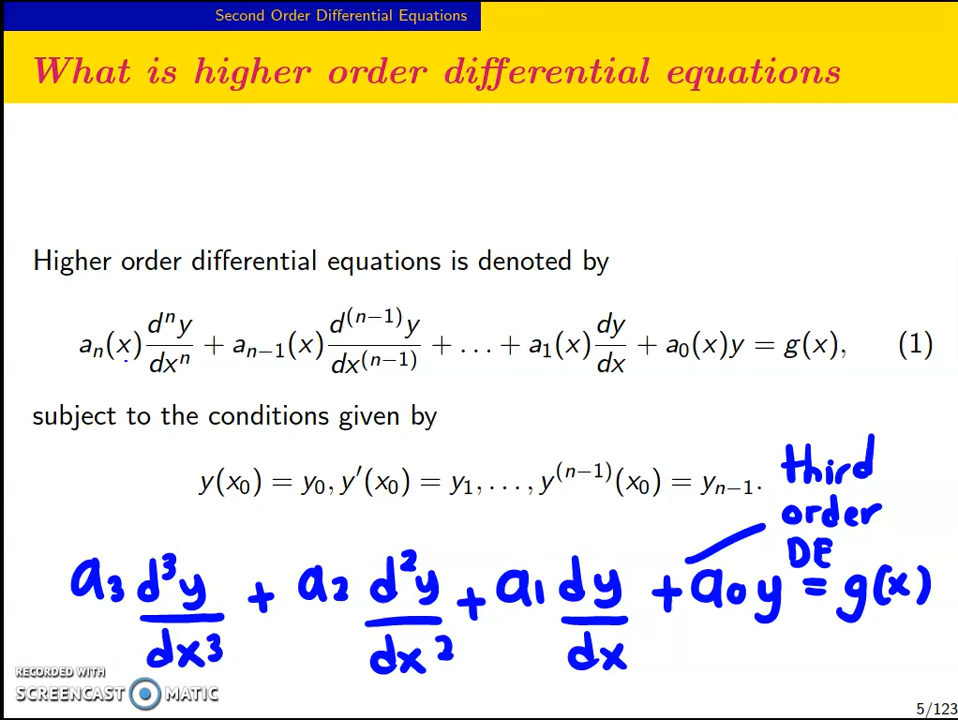 Second Order Differential Equations
What is higher order differential equations
Higher order differential equations is denoted by
aₙ(x) dⁿy/dxⁿ + aₙ₋₁(x) d⁽ⁿ⁻¹⁾y/dx⁽ⁿ⁻¹⁾ + . . . + a₁(x) dy/dx + a₀(x)y = g(x), (1)
subject to the conditions given by
y(x₀) = y₀, y′(x₀) = y₁, . . . , y⁽ⁿ⁻¹⁾(x₀) = yₙ₋₁.
third
order
DE
a₃ d³y/dx³ + a₂ d²y/dx² + a₁ dy/dx + a₀y = g(x)
RECORDED WITH
SCREENCAST MATIC
5/123